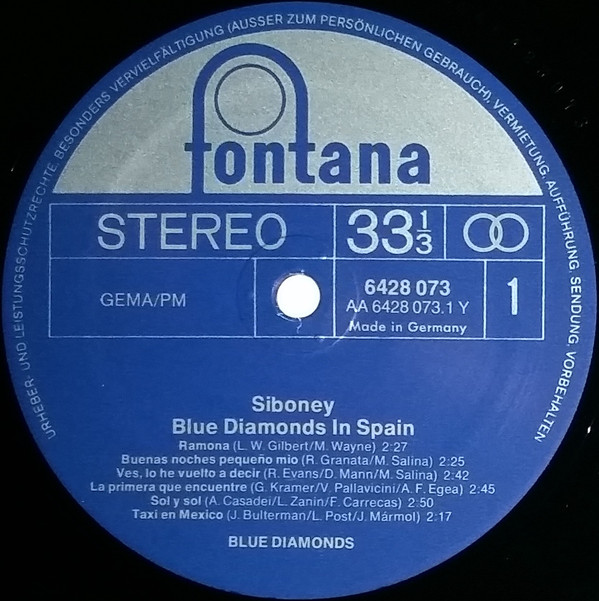 URHEBER- UND LEISTUNGSSCHUTZRECHTE, BESONDERS VERVIELFÄLTIGUNG (AUSSER ZUM PERSÖNLICHEN GEBRAUCH), VERMIETUNG, AUFFÜHRUNG, SENDUNG, VORBEHALTEN
fontana
STEREO 33 1/3
GEMA/PM
6428 073
AA 6428 073.1 Y
Made in Germany
1
Siboney
Blue Diamonds In Spain
Ramona (L. W. Gilbert/M. Wayne) 2:27
Buenas noches pequeño mio (R. Granata/M. Salina) 2:25
Ves, lo he vuelto a decir (R. Evans/D. Mann/M. Salina) 2:42
La primera que encuentre (G. Kramer/V. Pallavicini/A. F. Egea) 2:45
Sol y sol (A. Casadei/L. Zanin/F. Carrecas) 2:50
Taxi en Mexico (J. Bulterman/L. Post/J. Mármol) 2:17
BLUE DIAMONDS